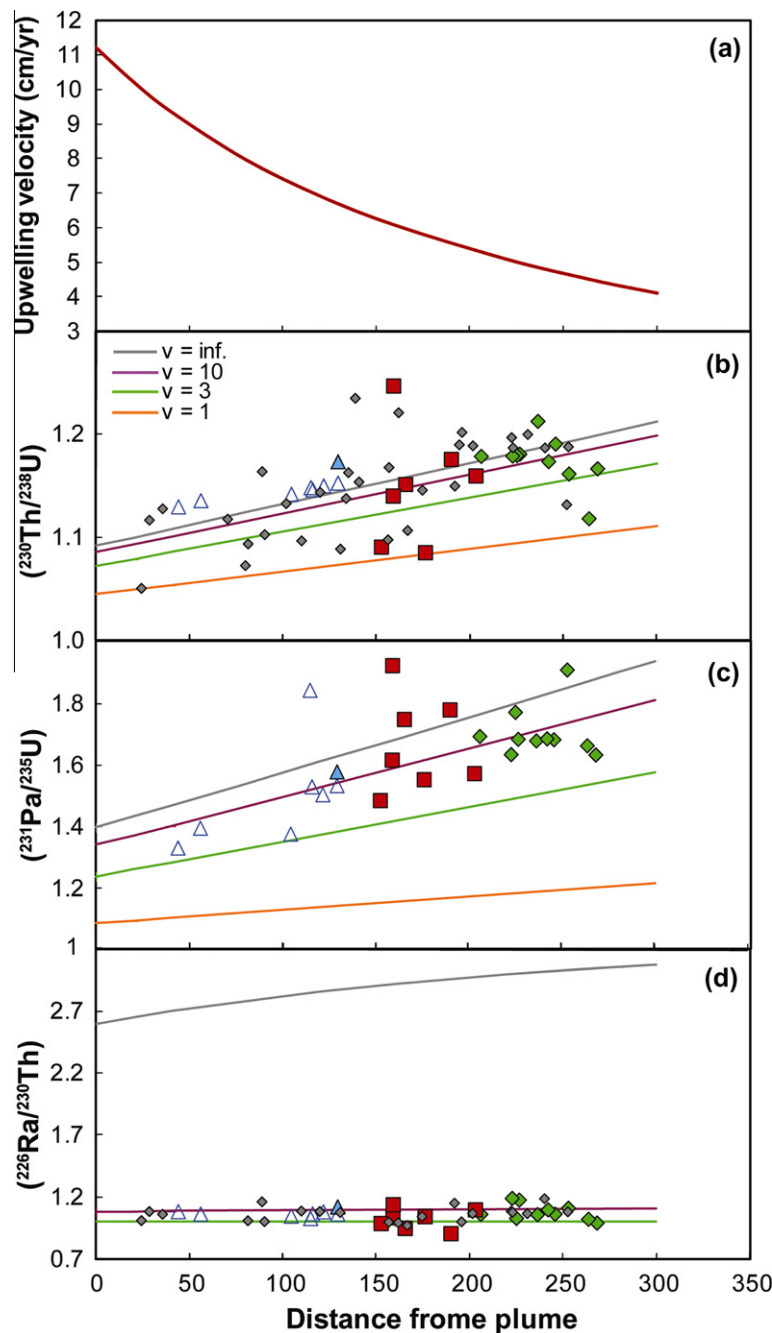 12
(a)
11
10
9
8
7
6
5
4
3
Upwelling velocity (cm/yr)
v = inf.
v = 10
v = 3
v = 1
(b)
1.2
1.1
1.0
(²³⁰Th/²³⁸U)
(c)
1.8
1.6
1.4
1.2
1
(²³¹Pa/²³⁵U)
(d)
2.7
2.2
1.7
1.2
0.7
(²²⁶Ra/²³⁰Th)
0 50 100 150 200 250 300 350
Distance frome plume